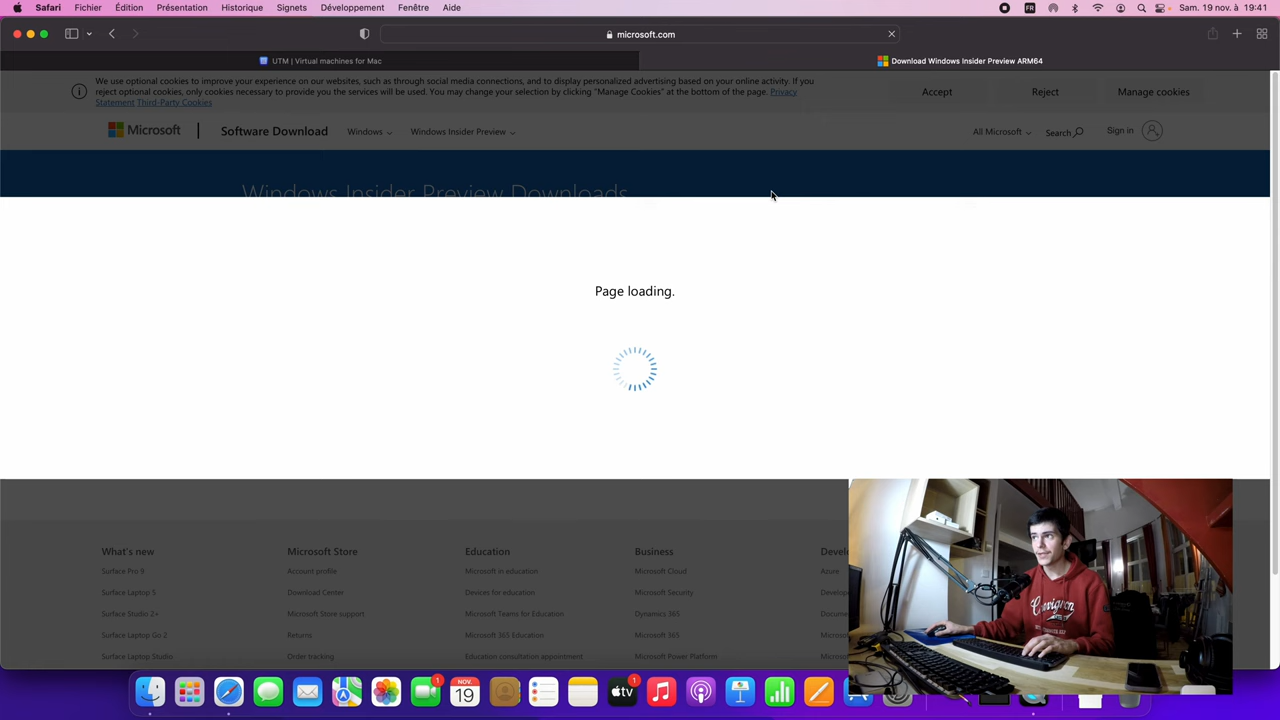 Safari Fichier Édition Présentation Historique Signets Développement Fenêtre Aide FR Sam. 19 nov. à 19:41
microsoft.com
UTM | Virtual machines for Mac Download Windows Insider Preview ARM64
We use optional cookies to improve your experience on our websites, such as through social media connections, and to display personalized advertising based on your online activity. If
reject optional cookies, only cookies necessary to provide you the services will be used. You may change your selection by clicking "Manage Cookies" at the bottom of the page. Privacy
Statement Third-Party Cookies
Accept Reject Manage cookies
Microsoft Software Download Windows Windows Insider Preview All Microsoft Search Sign in
Windows Insider Preview Downloads
Page loading.
What's new Microsoft Store Education Business
Surface Pro 9 Account profile Microsoft in education Microsoft Cloud Azure
Surface Laptop 5 Download Center Devices for education Microsoft Security
Surface Studio 2+ Microsoft Store support Microsoft Teams for Education Dynamics 365
Surface Laptop Go 2 Returns Microsoft 365 Education Microsoft 365
Surface Laptop Studio Order tracking Education consultation appointment Microsoft Power Platform
1
NOV.
19
1